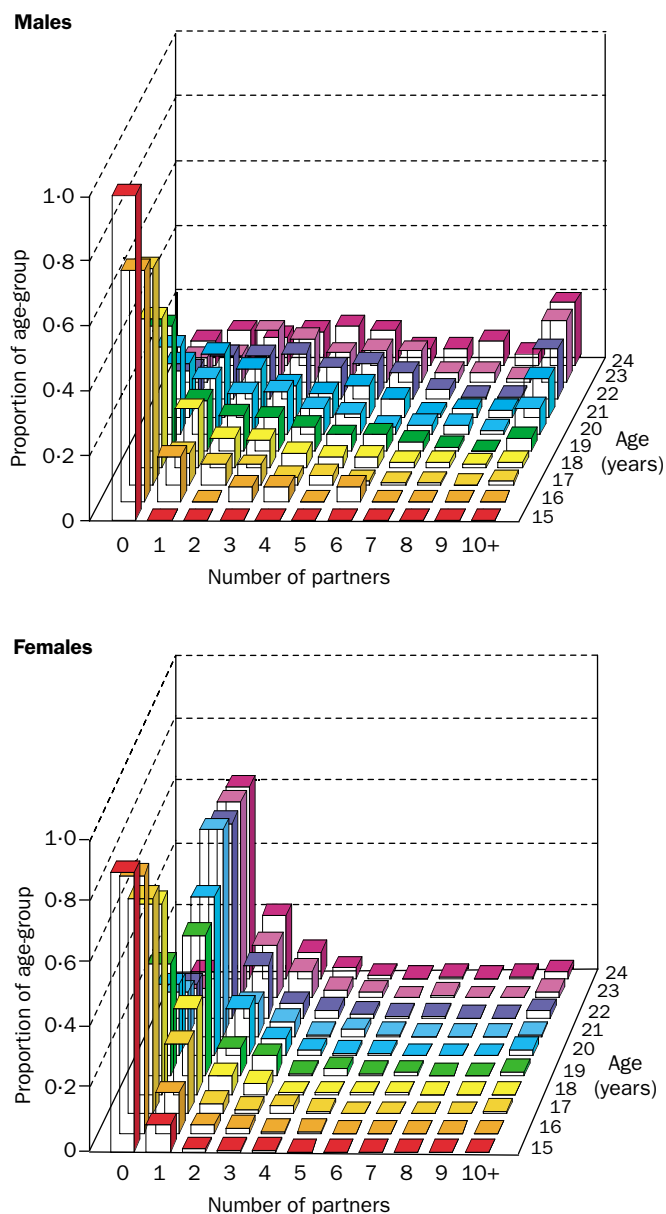 Males
1·0
0·8
0·6
0·4
0·2
0
Proportion of age-group
0 1 2 3 4 5 6 7 8 9 10+
Number of partners
24
23
22
21
20
19
18
17
16
15
Age
(years)
Females
1·0
0·8
0·6
0·4
0·2
0
Proportion of age-group
0 1 2 3 4 5 6 7 8 9 10+
Number of partners
24
23
22
21
20
19
18
17
16
15
Age
(years)